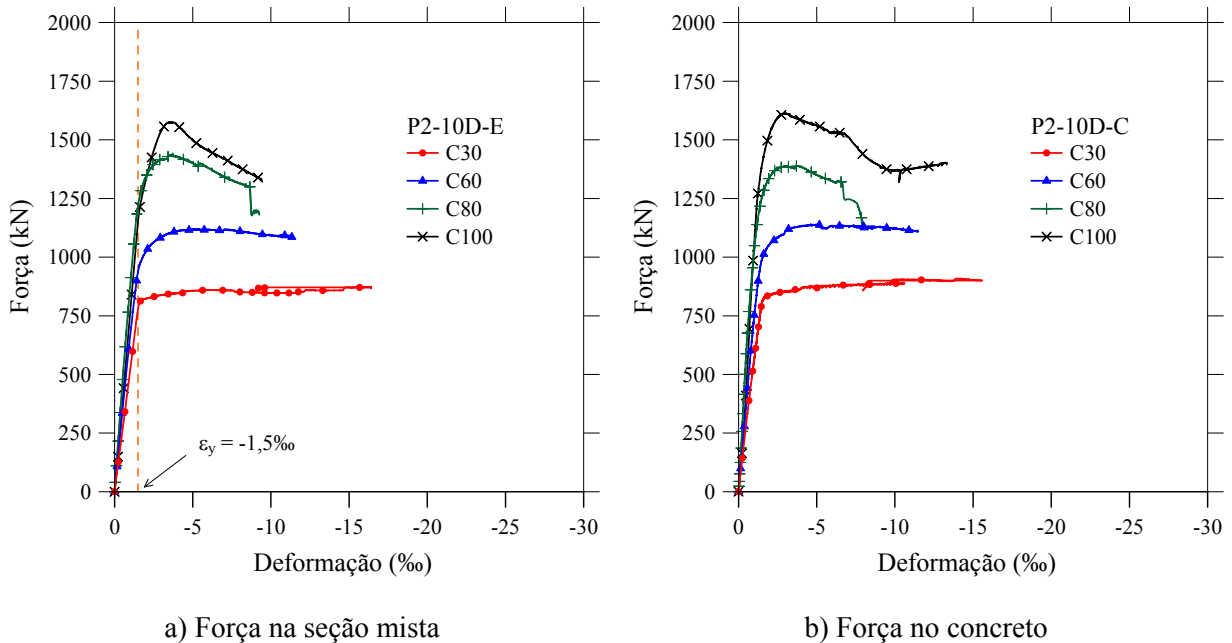 2000
1750
1500
1250
1000
750
500
250
0
Força (kN)
0
-5
-10
-15
-20
-25
-30
Deformação (‰)
P2-10D-E
C30
C60
C80
C100
εy = -1,5‰
a) Força na seção mista
2000
1750
1500
1250
1000
750
500
250
0
Força (kN)
0
-5
-10
-15
-20
-25
-30
Deformação (‰)
P2-10D-C
C30
C60
C80
C100
b) Força no concreto